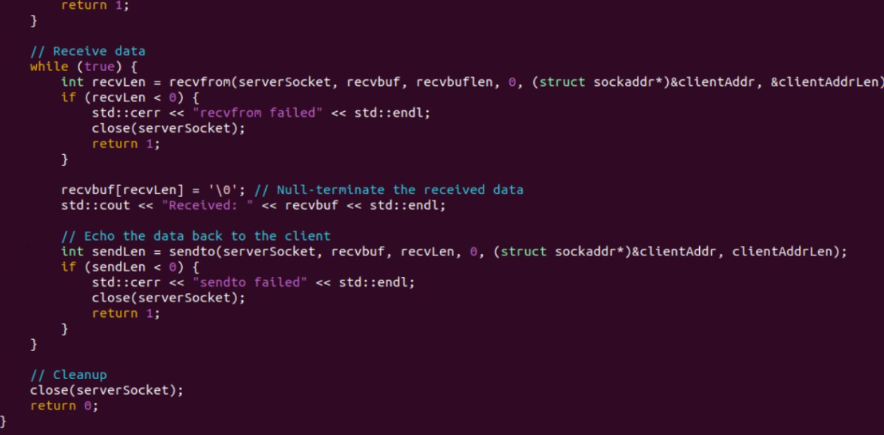 return 1;
}
// Receive data
while (true) {
int recvLen = recvfrom(serverSocket, recvbuf, recvbuflen, 0, (struct sockaddr*)&clientAddr, &clientAddrLen)
if (recvLen < 0) {
std::cerr << "recvfrom failed" << std::endl;
close(serverSocket);
return 1;
}
recvbuf[recvLen] = '\0'; // Null-terminate the received data
std::cout << "Received: " << recvbuf << std::endl;
// Echo the data back to the client
int sendLen = sendto(serverSocket, recvbuf, recvLen, 0, (struct sockaddr*)&clientAddr, clientAddrLen);
if (sendLen < 0) {
std::cerr << "sendto failed" << std::endl;
close(serverSocket);
return 1;
}
}
// Cleanup
close(serverSocket);
return 0;
}